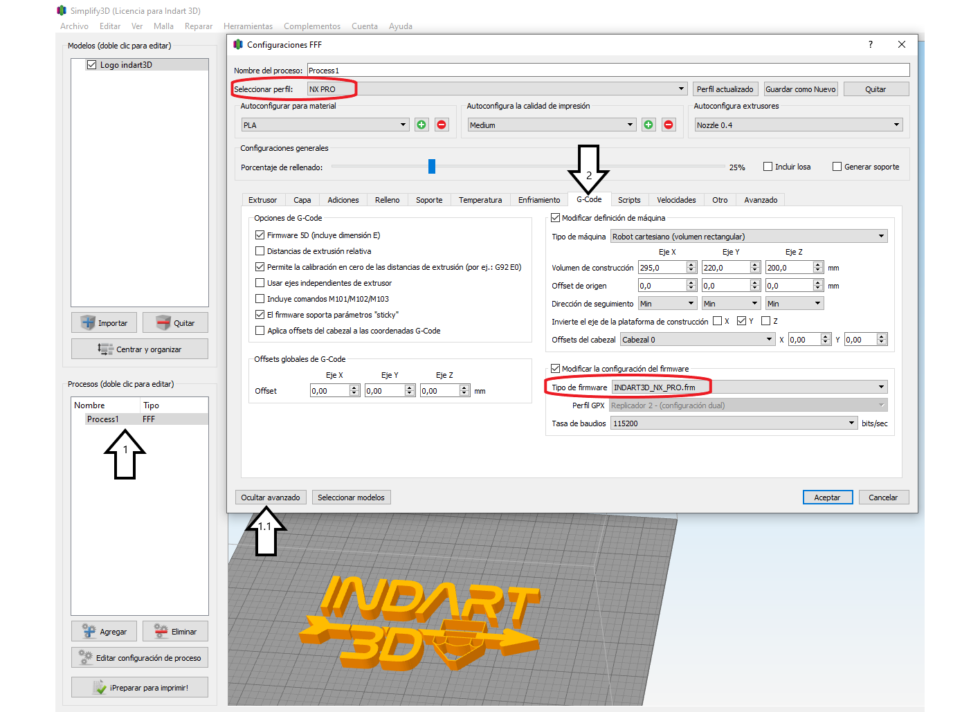 Simplify3D (Licencia para Indart 3D)
Archivo Editar Ver Malla Reparar Herramientas Complementos Cuenta Ayuda
Modelos (doble clic para editar)
Logo indart3D
Importar Quitar
Centrar y organizar
Procesos (doble clic para editar)
Nombre Tipo
Process1 FFF
1
Agregar Eliminar
Editar configuración de proceso
¡Preparar para imprimir!
Configuraciones FFF ? X
Nombre del proceso: Process1
Seleccionar perfil: NX PRO Perfil actualizado Guardar como Nuevo Quitar
Autoconfigurar para material Autoconfigura la calidad de impresión Autoconfigura extrusores
PLA Medium Nozzle 0.4
Configuraciones generales
Porcentaje de rellenado: 25% Incluir losa Generar soporte
2
Extrusor Capa Adiciones Relleno Soporte Temperatura Enfriamiento G-Code Scripts Velocidades Otro Avanzado
Opciones de G-Code
Firmware 5D (incluye dimensión E)
Distancias de extrusión relativa
Permite la calibración en cero de las distancias de extrusión (por ej.: G92 E0)
Usar ejes independientes de extrusor
Incluye comandos M101/M102/M103
El firmware soporta parámetros "sticky"
Aplica offsets del cabezal a las coordenadas G-Code
Offsets globales de G-Code
Eje X Eje Y Eje Z
Offset 0,00 0,00 0,00 mm
Modificar definición de máquina
Tipo de máquina Robot cartesiano (volumen rectangular)
Eje X Eje Y Eje Z
Volumen de construcción 295,0 220,0 200,0 mm
Offset de origen 0,0 0,0 0,0 mm
Dirección de seguimiento Min Min Min
Invierte el eje de la plataforma de construcción X Y Z
Offsets del cabezal Cabezal 0 X 0,00 Y 0,00
Modificar la configuración del firmware
Tipo de firmware INDART3D_NX_PRO.frm
Perfil GPX Replicador 2 - (configuración dual)
Tasa de baudios 115200 bits/sec
Ocultar avanzado Seleccionar modelos Aceptar Cancelar
1.1
INDART
3D